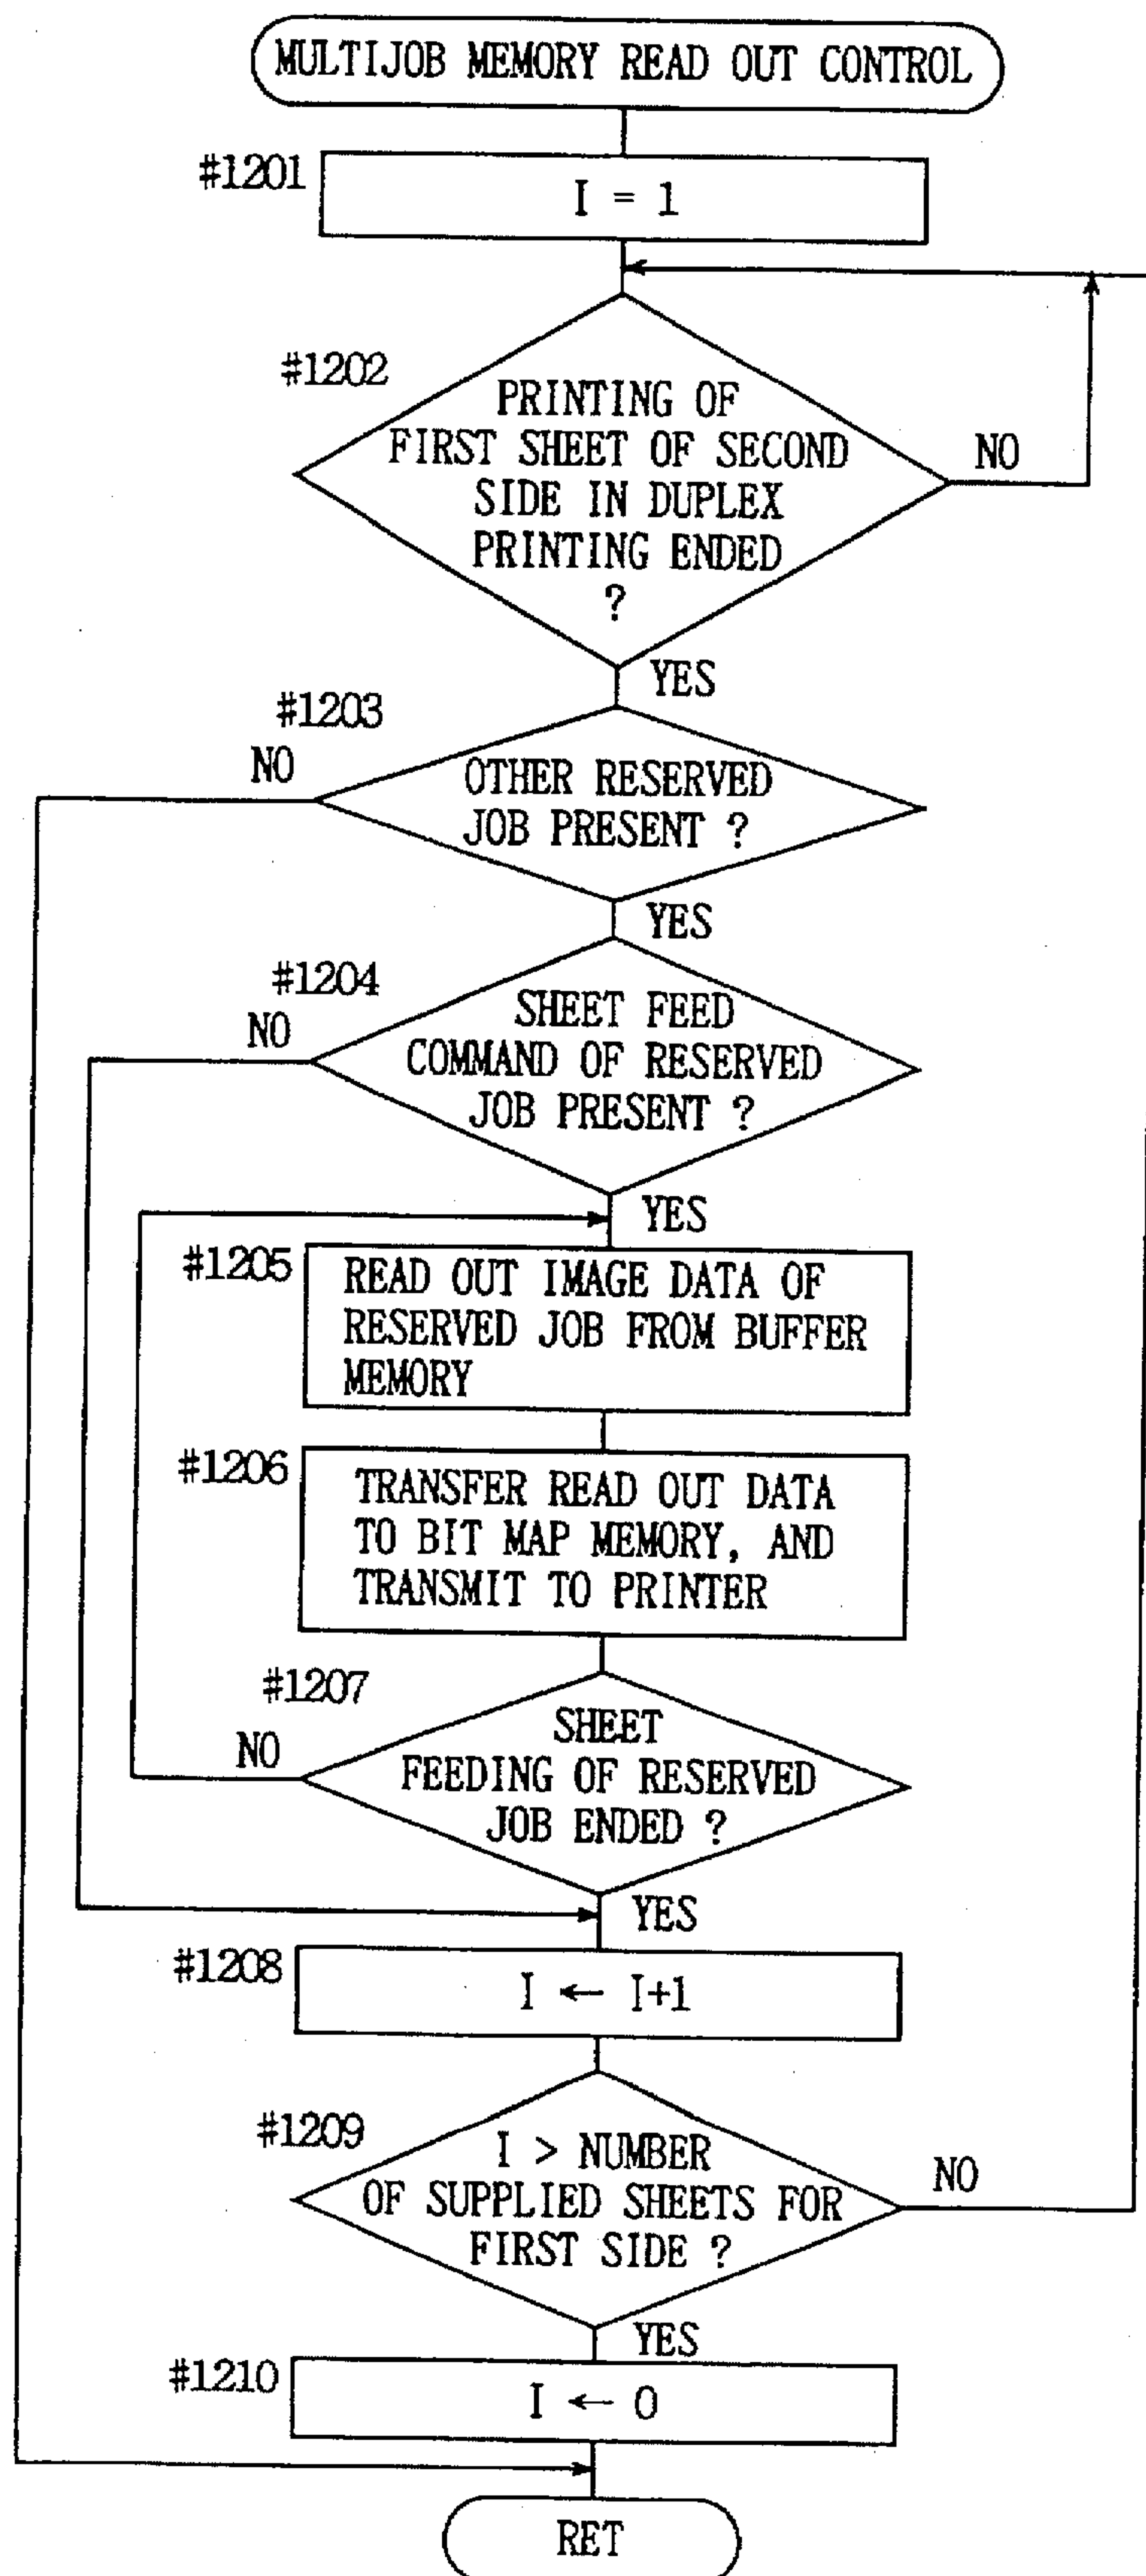 MULTIJOB MEMORY READ OUT CONTROL
#1201
I = 1
#1202
PRINTING OF
FIRST SHEET OF SECOND
SIDE IN DUPLEX
PRINTING ENDED
?
NO
YES
#1203
NO
OTHER RESERVED
JOB PRESENT ?
YES
#1204
NO
SHEET FEED
COMMAND OF RESERVED
JOB PRESENT ?
YES
#1205
READ OUT IMAGE DATA OF
RESERVED JOB FROM BUFFER
MEMORY
#1206
TRANSFER READ OUT DATA
TO BIT MAP MEMORY, AND
TRANSMIT TO PRINTER
#1207
NO
SHEET
FEEDING OF RESERVED
JOB ENDED ?
YES
#1208
I ← I+1
#1209
I > NUMBER
OF SUPPLIED SHEETS FOR
FIRST SIDE ?
NO
YES
#1210
I ← 0
RET